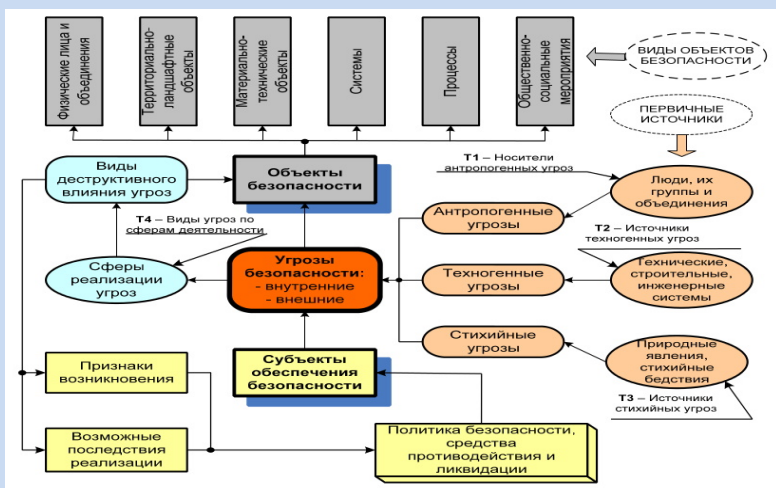 Физические лица и
объединения
Территориально-
ландшафтные
объекты
Материально-
технические
объекты
Системы
Процессы
Общественно-
социальные
мероприятия
ВИДЫ ОБЪЕКТОВ
БЕЗОПАСНОСТИ
ПЕРВИЧНЫЕ
ИСТОЧНИКИ
Виды
деструктивного
влияния угроз
Объекты
безопасности
Т1 – Носители
антропогенных угроз
Люди, их
группы и
объединения
Т4 – Виды угроз по
сферам деятельности
Антропогенные
угрозы
Т2 – Источники
техногенных угроз
Сферы
реализации
угроз
Угрозы
безопасности:
- внутренние
- внешние
Техногенные
угрозы
Технические,
строительные,
инженерные
системы
Стихийные
угрозы
Природные
явления,
стихийные
бедствия
Признаки
возникновения
Субъекты
обеспечения
безопасности
Т3 – Источники
стихийных угроз
Возможные
последствия
реализации
Политика безопасности,
средства
противодействия и
ликвидации